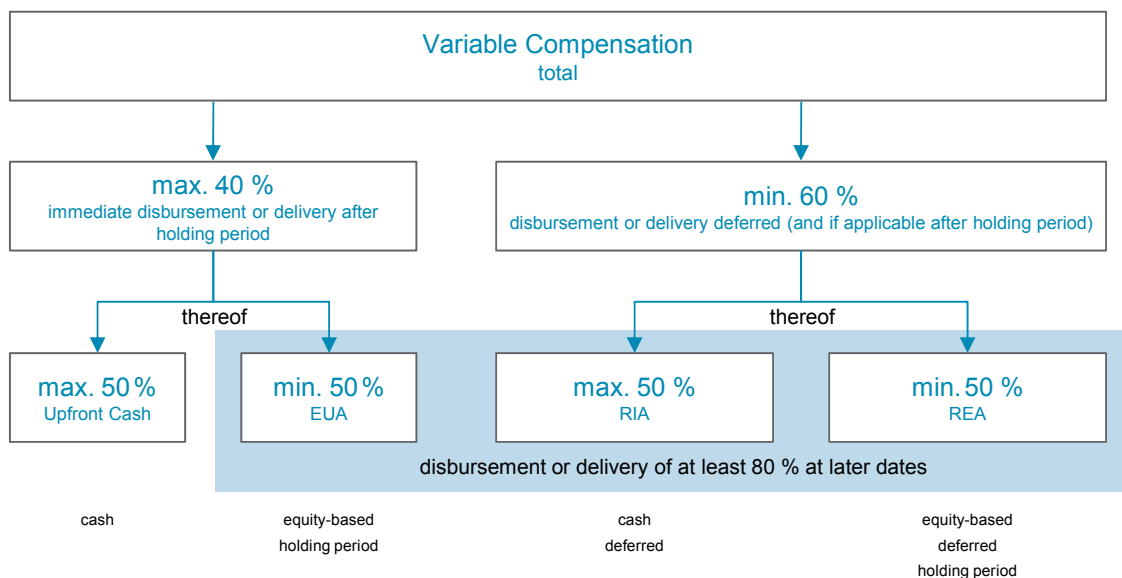 Variable Compensation
total
max. 40 %
immediate disbursement or delivery after
holding period
min. 60 %
disbursement or delivery deferred (and if applicable after holding period)
thereof
thereof
max. 50 %
Upfront Cash
min. 50 %
EUA
max. 50 %
RIA
min. 50 %
REA
disbursement or delivery of at least 80 % at later dates
cash
equity-based
holding period
cash
deferred
equity-based
deferred
holding period